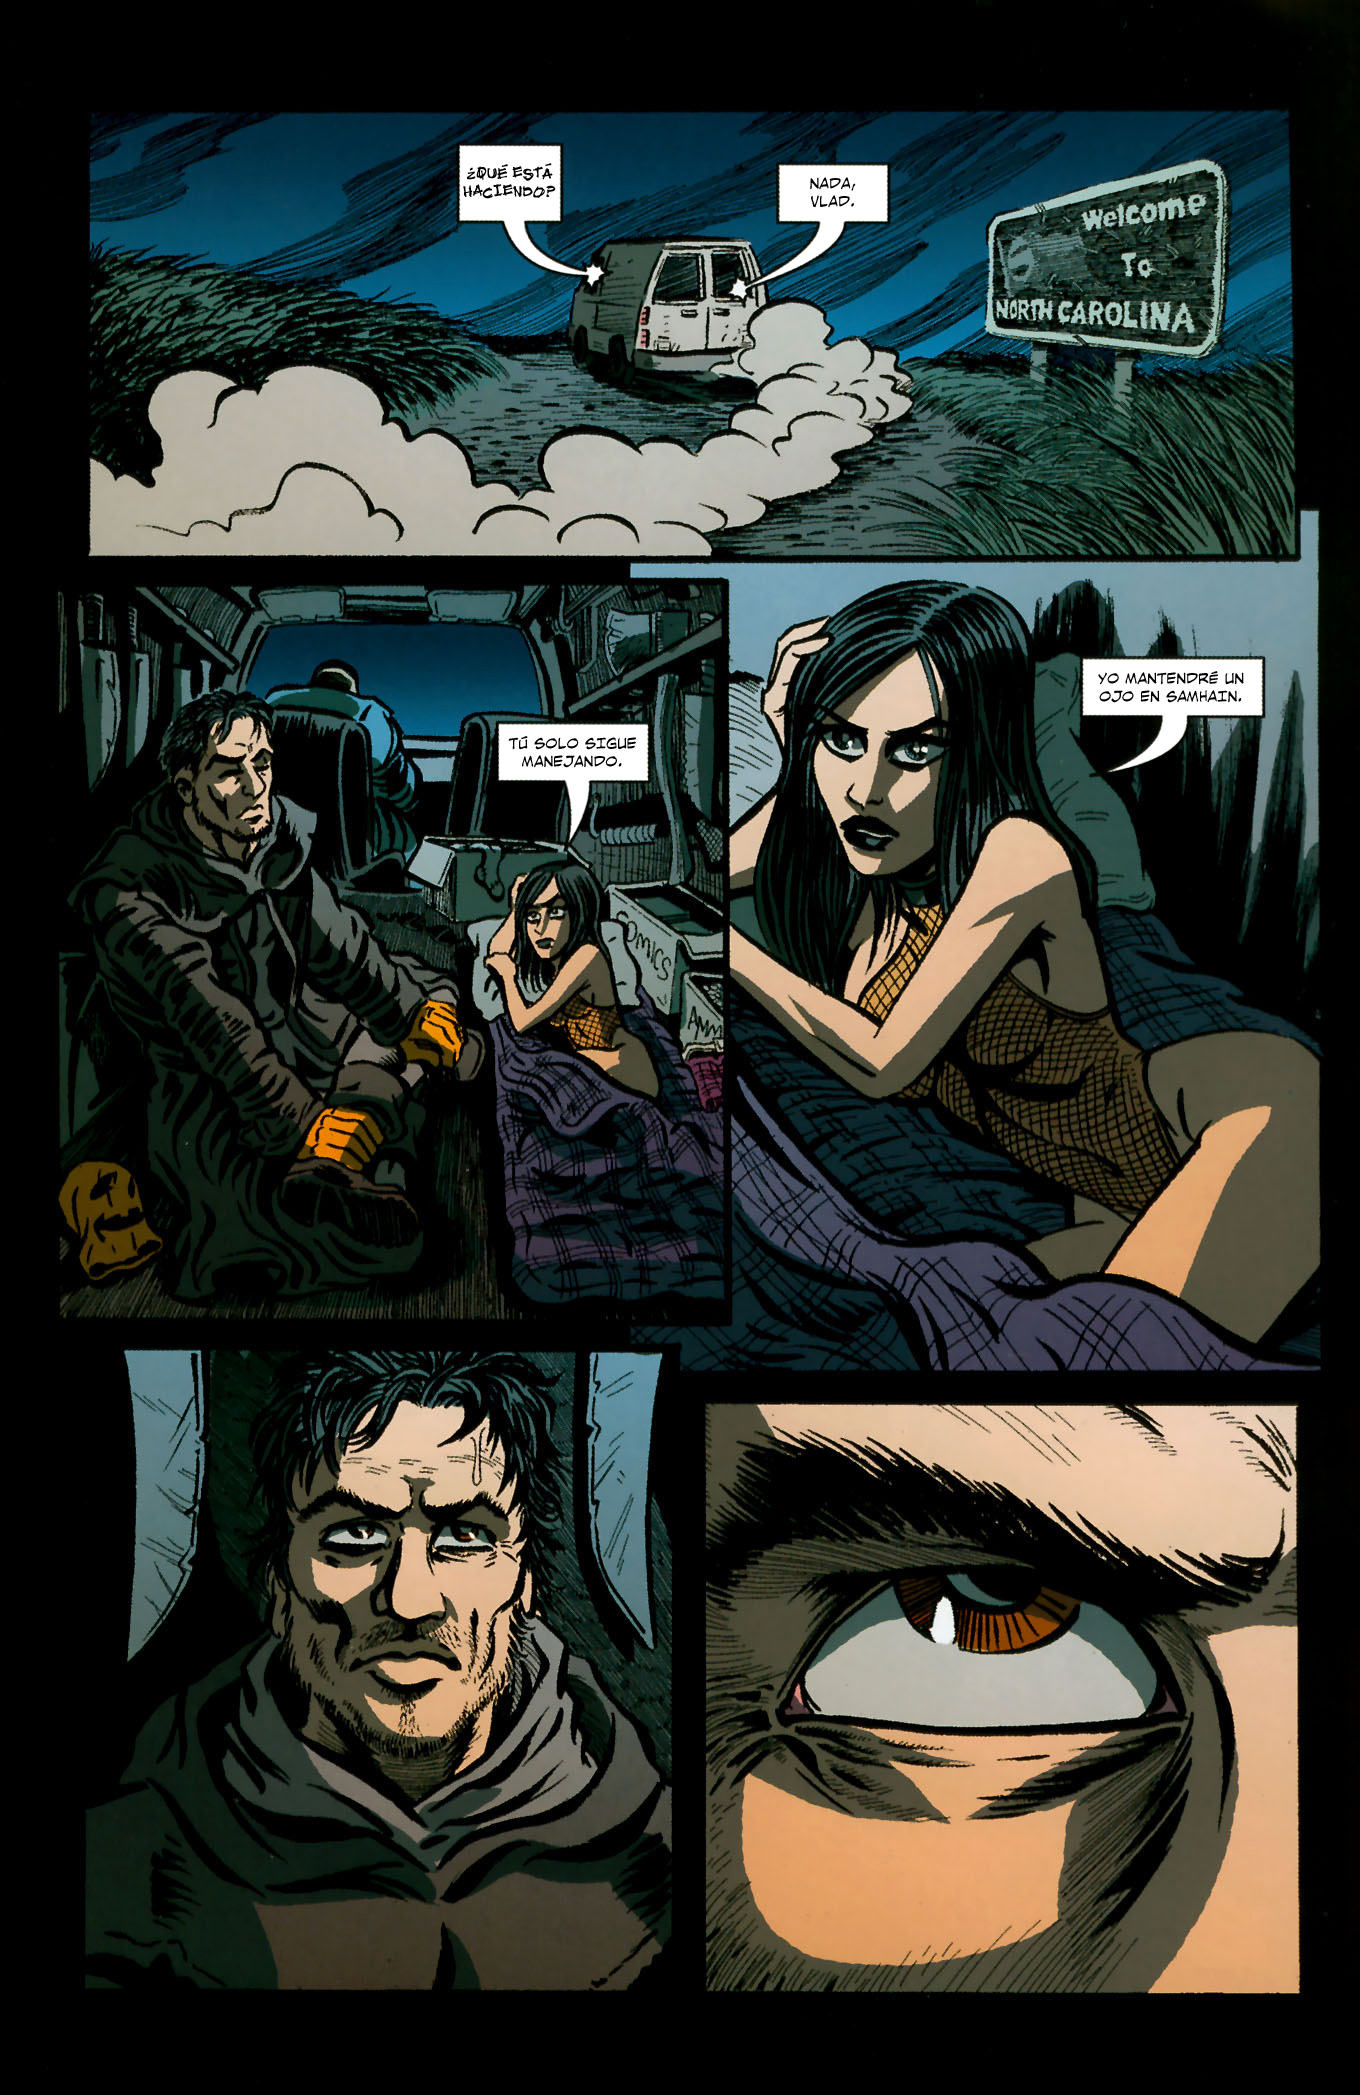 ¿QUÉ ESTÁ
HACIENDO?
NADA,
VLAD.
Welcome
To
NORTH CAROLINA
TÚ SOLO SIGUE
MANEJANDO.
COMICS
AMM
YO MANTENDRÉ UN
OJO EN SAMHAIN.